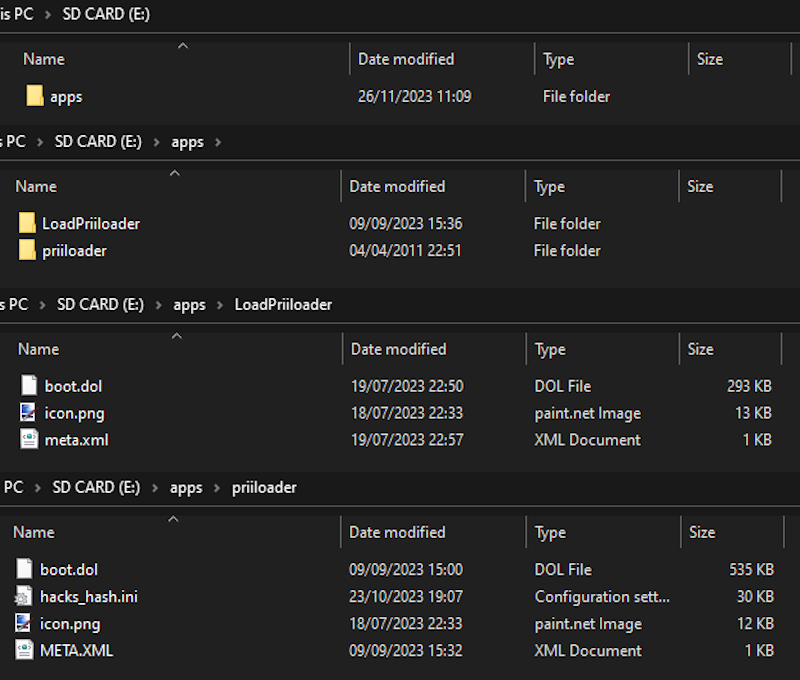 is PC > SD CARD (E:)
Name Date modified Type Size
apps 26/11/2023 11:09 File folder
s PC > SD CARD (E:) > apps >
Name Date modified Type Size
LoadPriiloader 09/09/2023 15:36 File folder
priiloader 04/04/2011 22:51 File folder
s PC > SD CARD (E:) > apps > LoadPriiloader
Name Date modified Type Size
boot.dol 19/07/2023 22:50 DOL File 293 KB
icon.png 18/07/2023 22:33 paint.net Image 13 KB
meta.xml 19/07/2023 22:57 XML Document 1 KB
PC > SD CARD (E:) > apps > priiloader
Name Date modified Type Size
boot.dol 09/09/2023 15:00 DOL File 535 KB
hacks_hash.ini 23/10/2023 19:07 Configuration sett... 30 KB
icon.png 18/07/2023 22:33 paint.net Image 12 KB
META.XML 09/09/2023 15:32 XML Document 1 KB